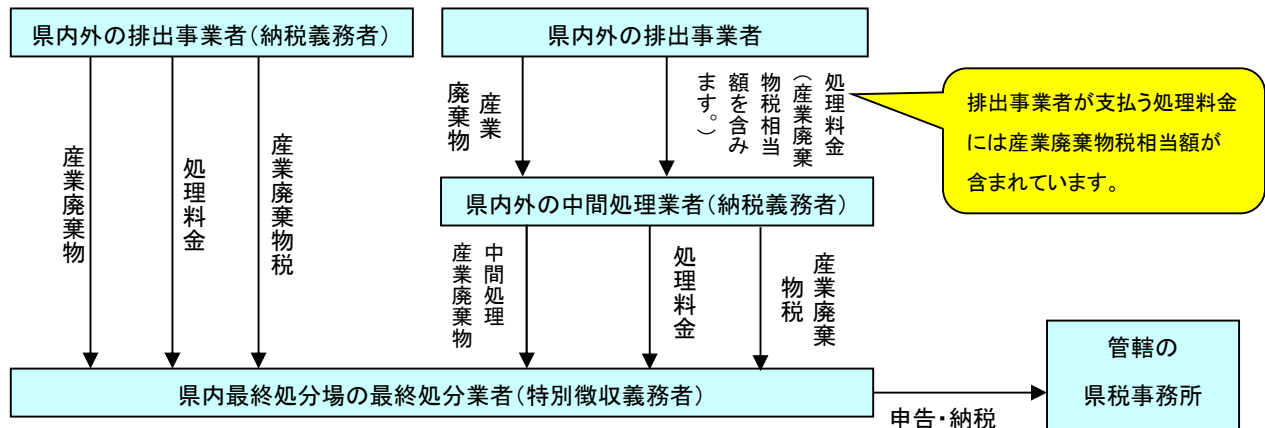 県内外の排出事業者(納税義務者)
県内外の排出事業者
産業廃棄物
処理料金
産業廃棄物税
産業
廃棄物
処理料金
（産業廃棄
物税相当
額を含み
ます。）
排出事業者が支払う処理料金
には産業廃棄物税相当額が
含まれています。
県内外の中間処理業者(納税義務者)
中間処理
産業廃棄物
処理料金
産業廃棄
物税
県内最終処分場の最終処分業者(特別徴収義務者)
申告・納税
管轄の
県税事務所